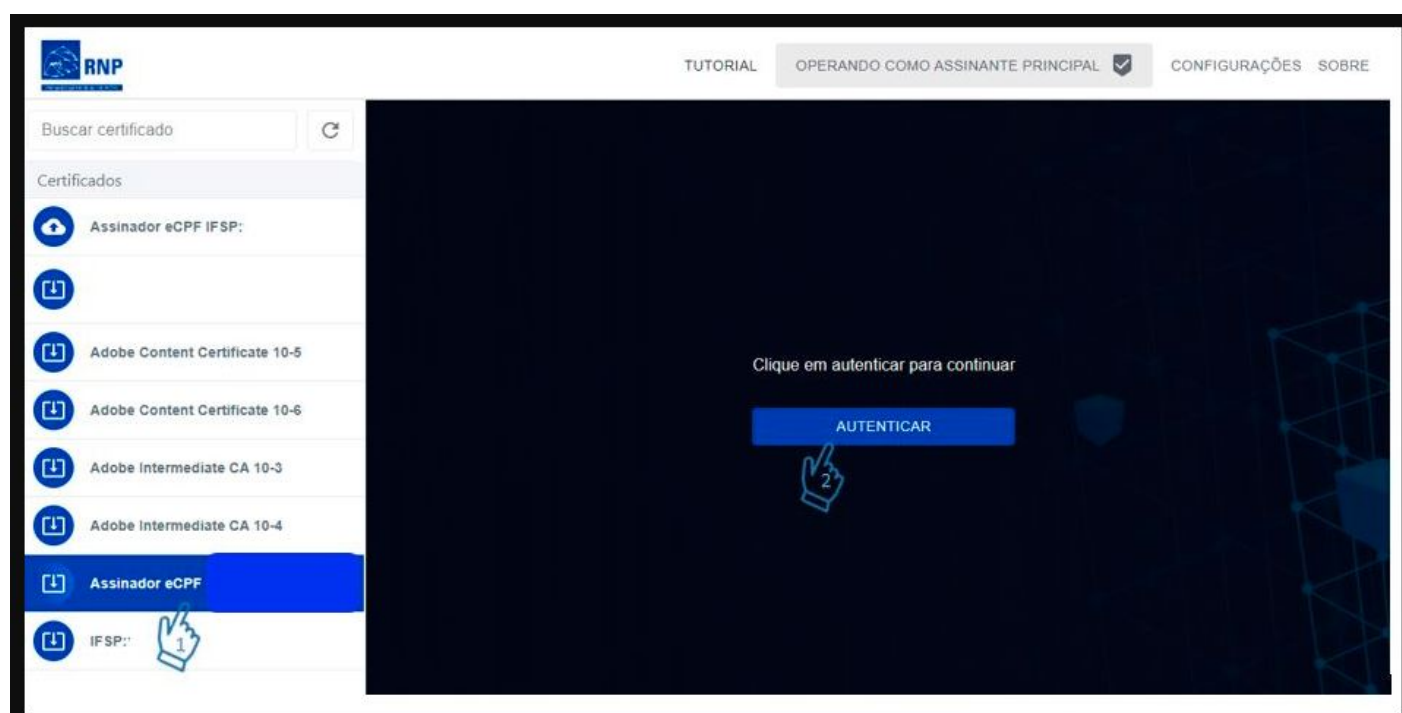 RNP
TUTORIAL
OPERANDO COMO ASSINANTE PRINCIPAL
CONFIGURAÇÕES
SOBRE
Buscar certificado
Certificados
Assinador eCPF IFSP:
Adobe Content Certificate 10-5
Adobe Content Certificate 10-6
Adobe Intermediate CA 10-3
Adobe Intermediate CA 10-4
Assinador eCPF
1
IFSP:
Clique em autenticar para continuar
AUTENTICAR
2